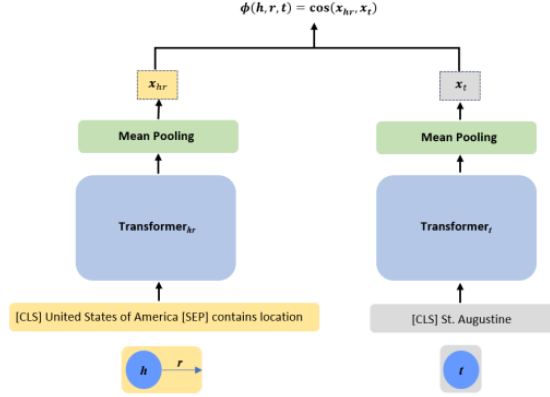 ϕ(h, r, t) = cos(x_hr, x_t)
x_hr
x_t
Mean Pooling
Mean Pooling
Transformer_hr
Transformer_t
[CLS] United States of America [SEP] contains location
[CLS] St. Augustine
h
r
t